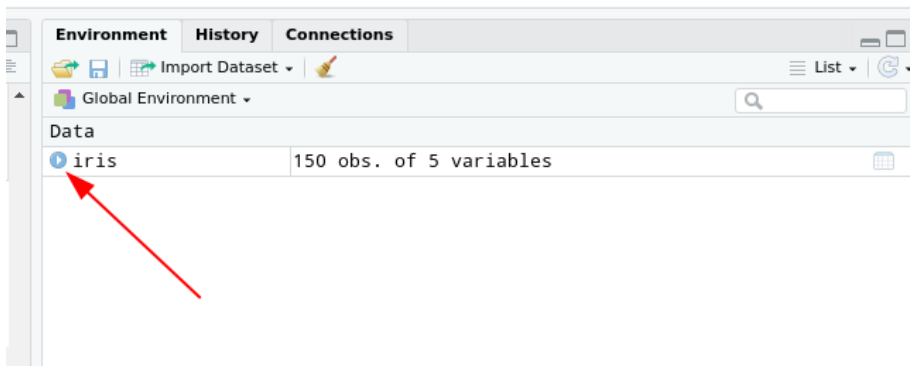 Environment History Connections
Import Dataset List
Global Environment
Data
iris 150 obs. of 5 variables